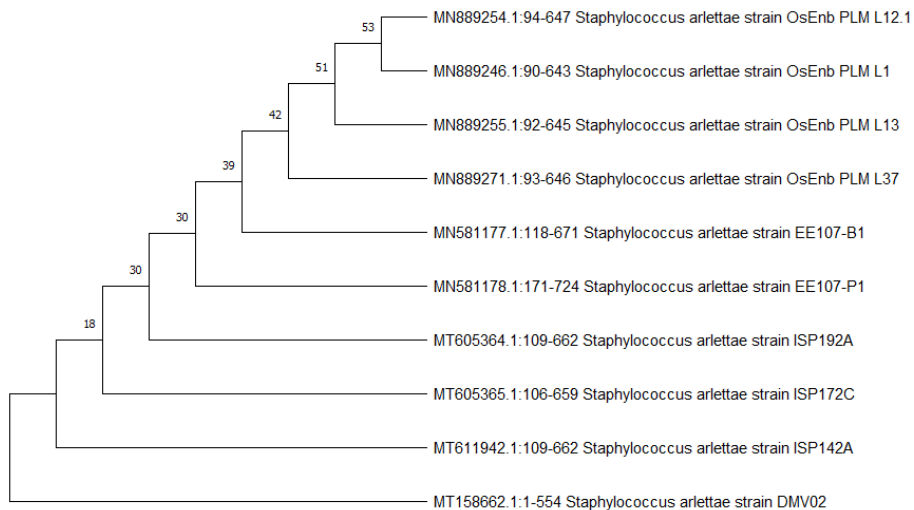 MN889254.1:94-647 Staphylococcus arlettae strain OsEnb PLM L12.1
53
MN889246.1:90-643 Staphylococcus arlettae strain OsEnb PLM L1
51
MN889255.1:92-645 Staphylococcus arlettae strain OsEnb PLM L13
42
MN889271.1:93-646 Staphylococcus arlettae strain OsEnb PLM L37
39
MN581177.1:118-671 Staphylococcus arlettae strain EE107-B1
30
MN581178.1:171-724 Staphylococcus arlettae strain EE107-P1
30
MT605364.1:109-662 Staphylococcus arlettae strain ISP192A
18
MT605365.1:106-659 Staphylococcus arlettae strain ISP172C
MT611942.1:109-662 Staphylococcus arlettae strain ISP142A
MT158662.1:1-554 Staphylococcus arlettae strain DMV02